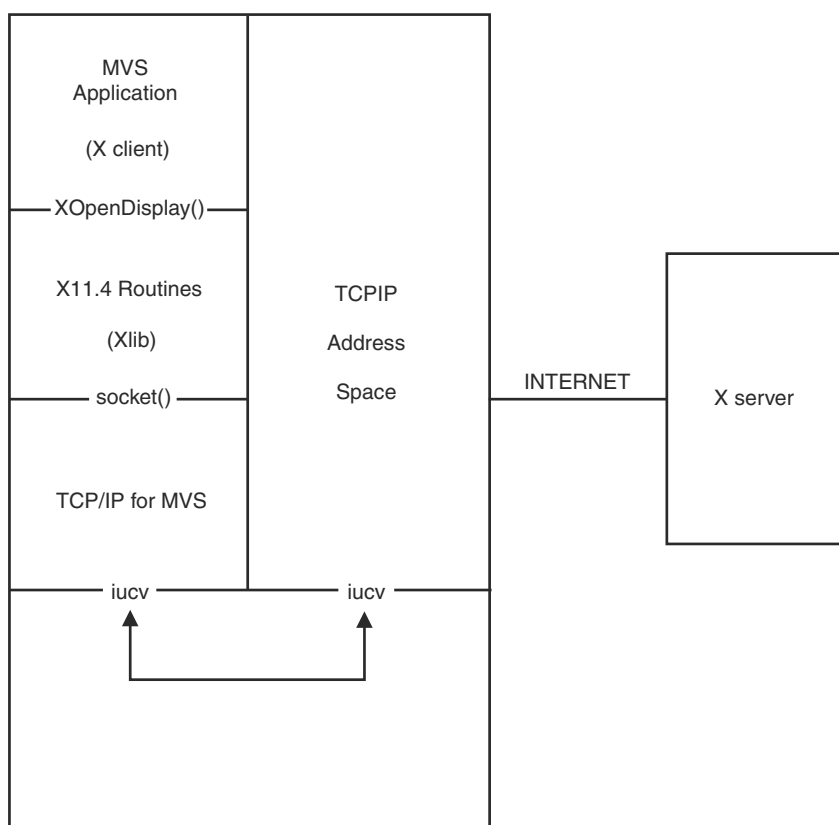 MVS
Application
(X client)
XOpenDisplay()
X11.4 Routines
(Xlib)
socket()
TCP/IP for MVS
iucv
TCPIP
Address
Space
iucv
INTERNET
X server